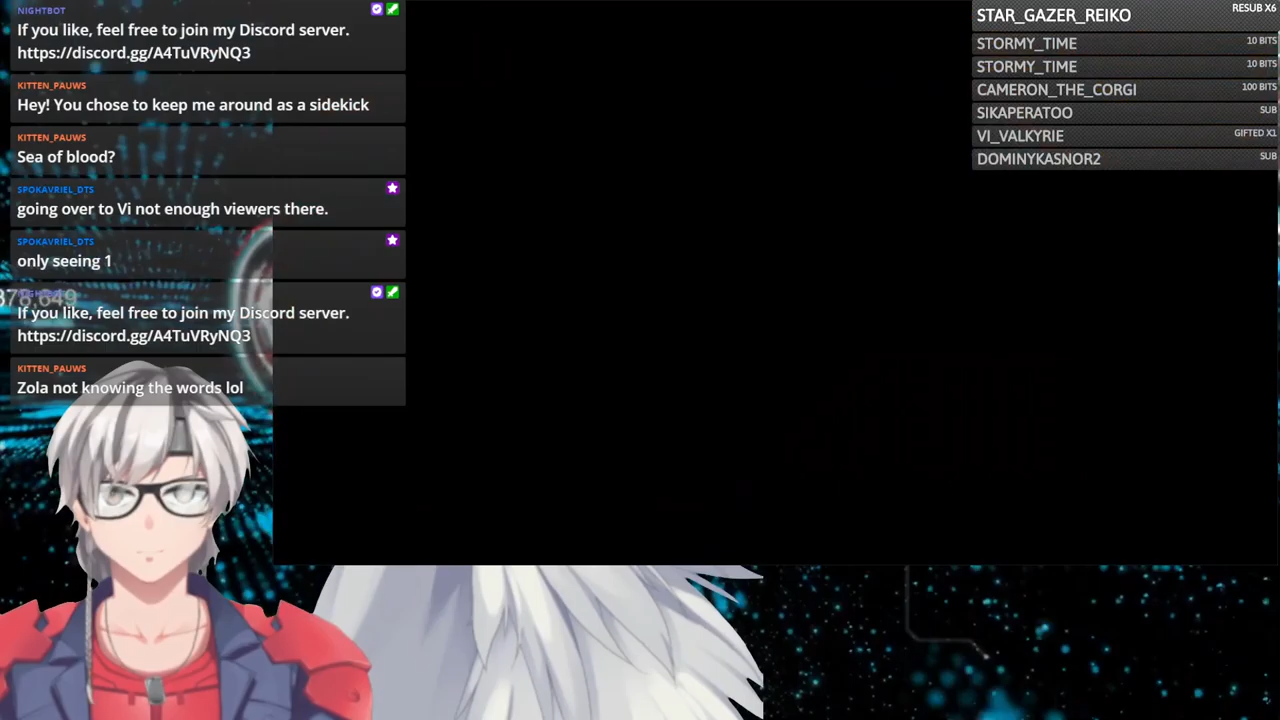 NIGHTBOT
If you like, feel free to join my Discord server.
https://discord.gg/A4TuVRyNQ3
KITTEN_PAUWS
Hey! You chose to keep me around as a sidekick
KITTEN_PAUWS
Sea of blood?
SPOKAVRIEL_DTS
going over to Vi not enough viewers there.
SPOKAVRIEL_DTS
only seeing 1
378,649
If you like, feel free to join my Discord server.
https://discord.gg/A4TuVRyNQ3
KITTEN_PAUWS
Zola not knowing the words lol
STAR_GAZER_REIKO RESUB X6
STORMY_TIME 10 BITS
STORMY_TIME 10 BITS
CAMERON_THE_CORGI 100 BITS
SIKAPERATOO SUB
VI_VALKYRIE GIFTED X1
DOMINYKASNOR2 SUB